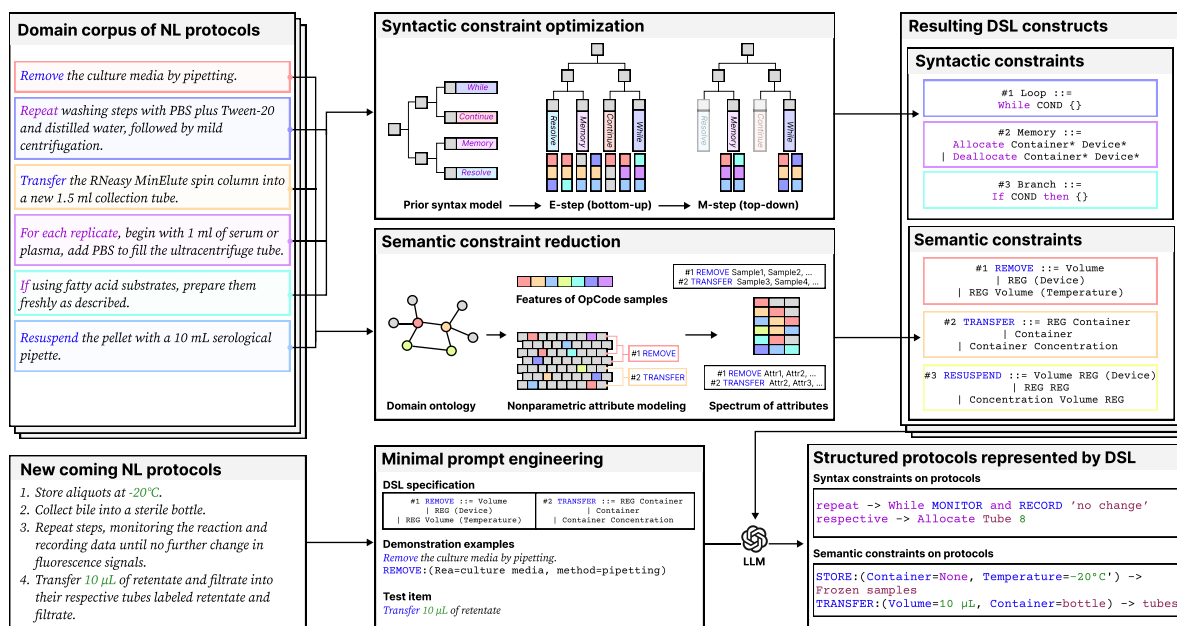 Domain corpus of NL protocols
Remove the culture media by pipetting.
Repeat washing steps with PBS plus Tween-20
and distilled water, followed by mild
centrifugation.
Transfer the RNeasy MinElute spin column into
a new 1.5 ml collection tube.
For each replicate, begin with 1 ml of serum or
plasma, add PBS to fill the ultracentrifuge tube.
If using fatty acid substrates, prepare them
freshly as described.
Resuspend the pellet with a 10 mL serological
pipette.
Syntactic constraint optimization
While
Continue
Memory
Resolve
Resolve
Memory
Continue
While
Resolve
Memory
Continue
While
Prior syntax model
E-step (bottom-up)
M-step (top-down)
Semantic constraint reduction
Features of OpCode samples
#1 REMOVE
#2 TRANSFER
#1 REMOVE Sample1, Sample2, ...
#2 TRANSFER Sample3, Sample4, ...
#1 REMOVE Attr1, Attr2, ...
#2 TRANSFER Attr2, Attr3, ...
Domain ontology
Nonparametric attribute modeling
Spectrum of attributes
Resulting DSL constructs
Syntactic constraints
#1 Loop ::=
While COND {}
#2 Memory ::=
Allocate Container* Device*
| Deallocate Container* Device*
#3 Branch ::=
If COND then {}
Semantic constraints
#1 REMOVE ::= Volume
| REG (Device)
| REG Volume (Temperature)
#2 TRANSFER ::= REG Container
| Container
| Container Concentration
#3 RESUSPEND ::= Volume REG (Device)
| REG REG
| Concentration Volume REG
New coming NL protocols
1. Store aliquots at -20°C.
2. Collect bile into a sterile bottle.
3. Repeat steps, monitoring the reaction and
recording data until no further change in
fluorescence signals.
4. Transfer 10 µL of retentate and filtrate into
their respective tubes labeled retentate and
filtrate.
Minimal prompt engineering
DSL specification
#1 REMOVE ::= Volume
| REG (Device)
| REG Volume (Temperature)
#2 TRANSFER ::= REG Container
| Container
| Container Concentration
Demonstration examples
Remove the culture media by pipetting.
REMOVE:(Rea=culture media, method=pipetting)
Test item
Transfer 10 µL of retentate
LLM
Structured protocols represented by DSL
Syntax constraints on protocols
repeat -> While MONITOR and RECORD 'no change'
respective -> Allocate Tube 8
Semantic constraints on protocols
STORE:(Container=None, Temperature=-20°C') ->
Frozen samples
TRANSFER:(Volume=10 µL, Container=bottle) -> tubes